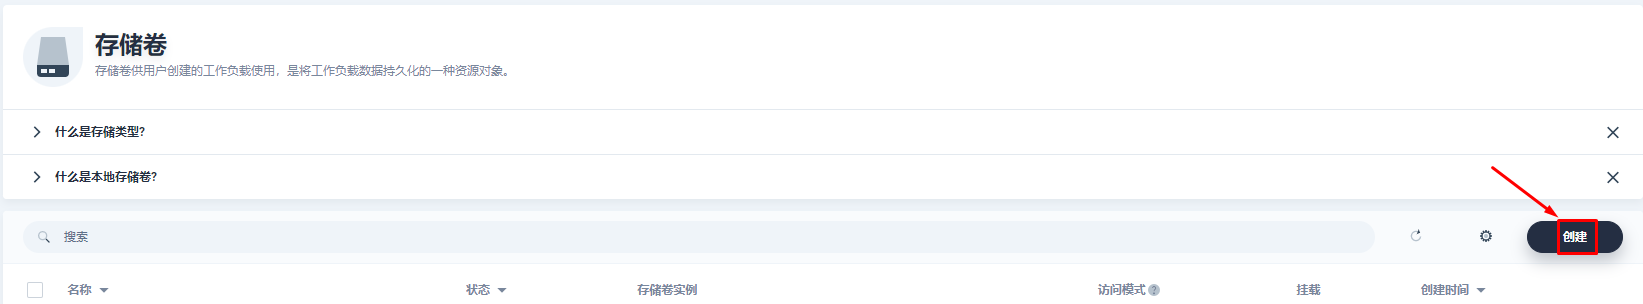 存储卷
存储卷供用户创建的工作负载使用，是将工作负载数据持久化的一种资源对象。
什么是存储类型?
什么是本地存储卷?
搜索 创建
名称 状态 存储卷实例 访问模式 ? 挂载 创建时间